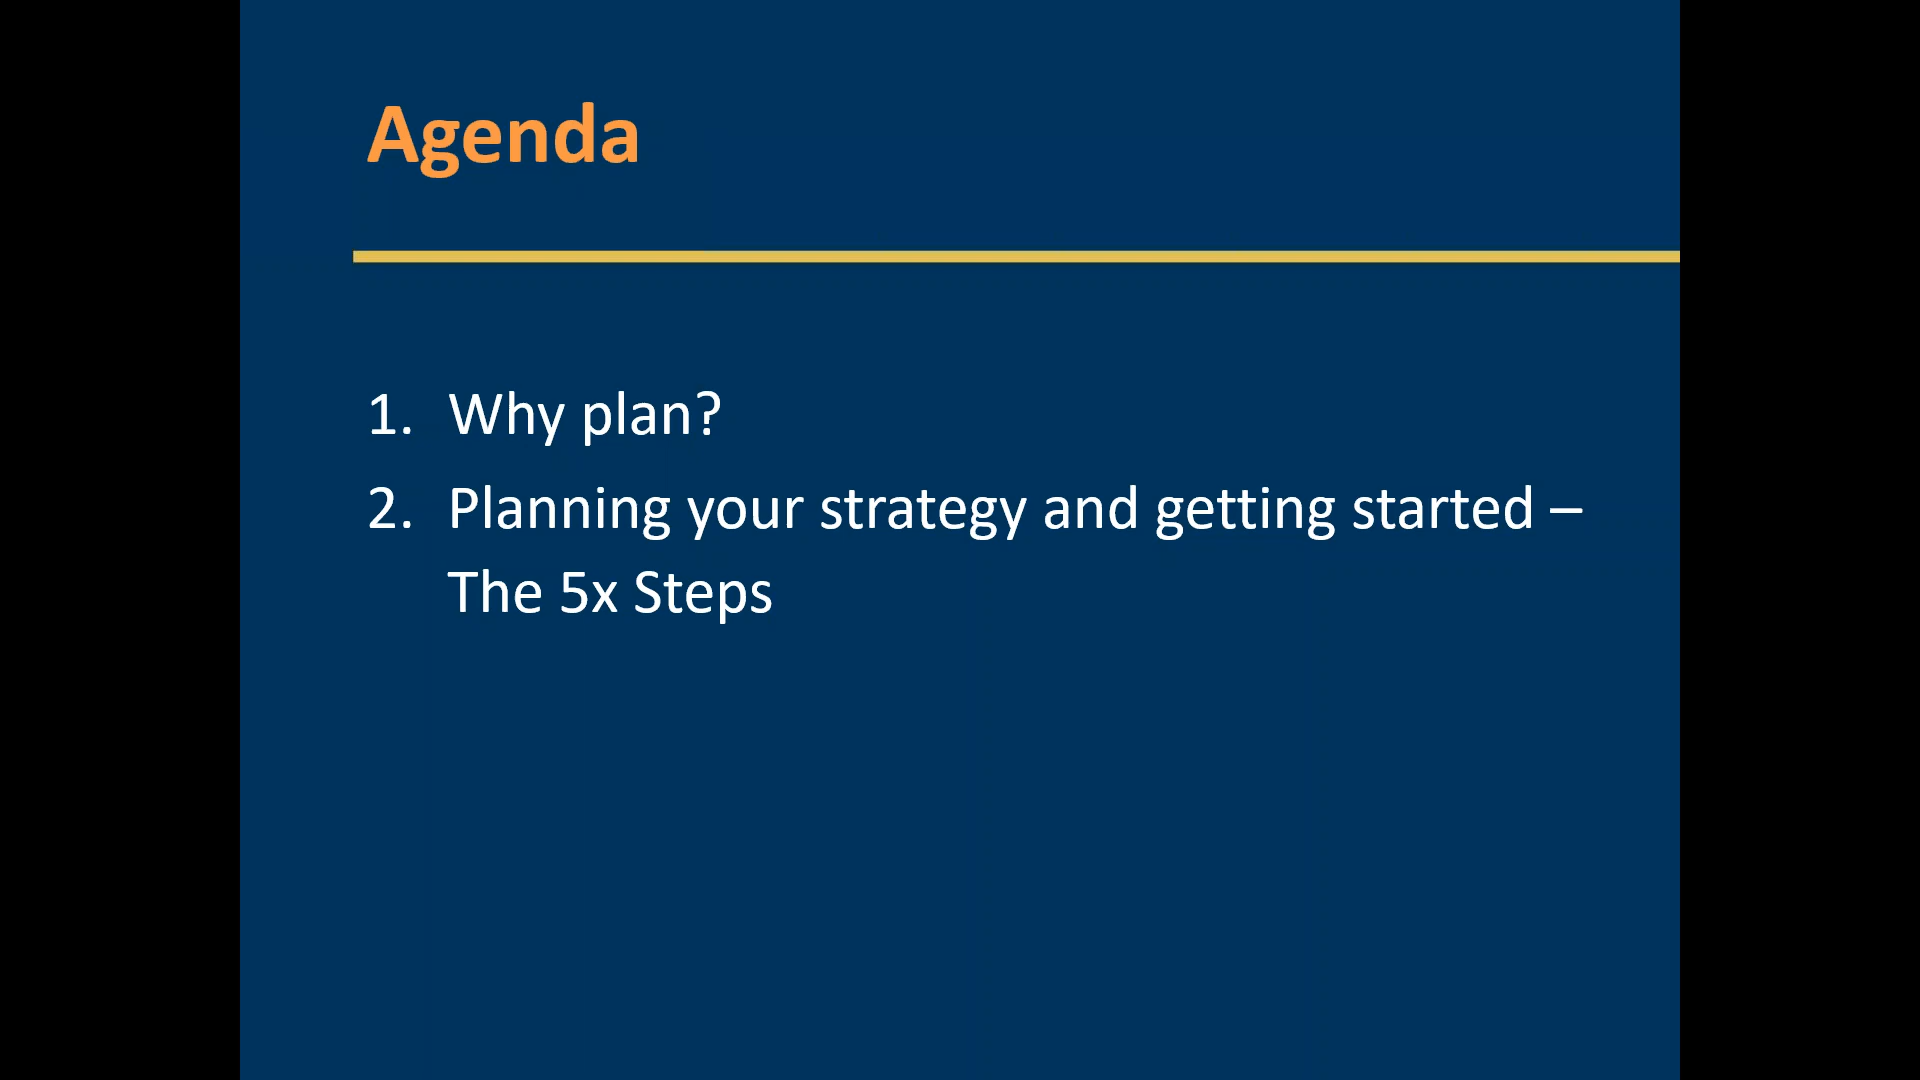 Agenda
1. Why plan?
2. Planning your strategy and getting started –
The 5x Steps